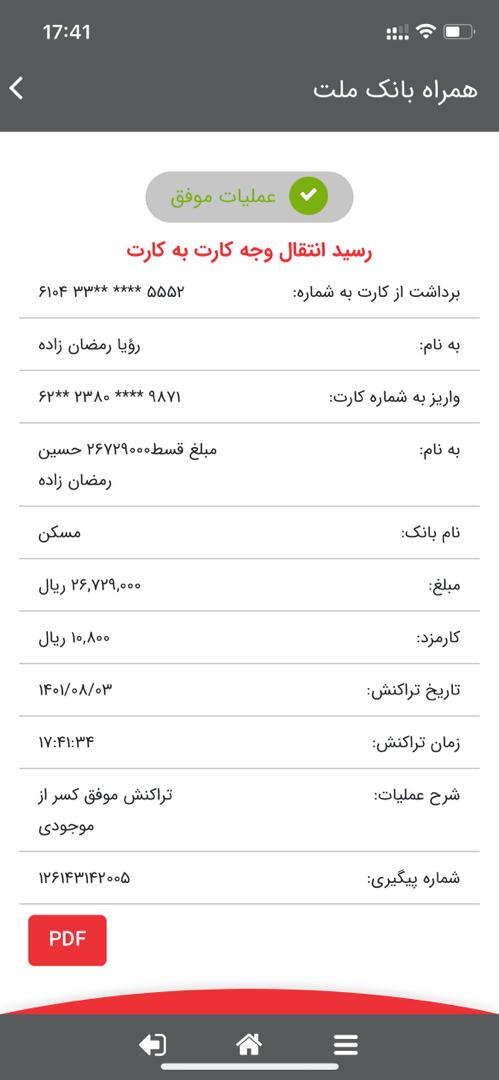 17:41
همراه بانک ملت
عملیات موفق
رسید انتقال وجه کارت به کارت
برداشت از کارت به شماره: ۶۱۰۴ ۳۳** **** ۵۵۵۲
به نام: رؤیا رمضان زاده
واریز به شماره کارت: ۶۲** ۲۳۸۰ **** ۹۸۷۱
به نام: مبلغ قسط۲۶۷۲۹۰۰۰ حسین
رمضان زاده
نام بانک: مسکن
مبلغ: ۲۶,۷۲۹,۰۰۰ ریال
کارمزد: ۱۰,۸۰۰ ریال
تاریخ تراکنش: ۱۴۰۱/۰۸/۰۳
زمان تراکنش: ۱۷:۴۱:۳۴
شرح عملیات: تراکنش موفق کسر از
موجودی
شماره پیگیری: ۱۲۶۱۴۳۱۴۲۰۰۵
PDF